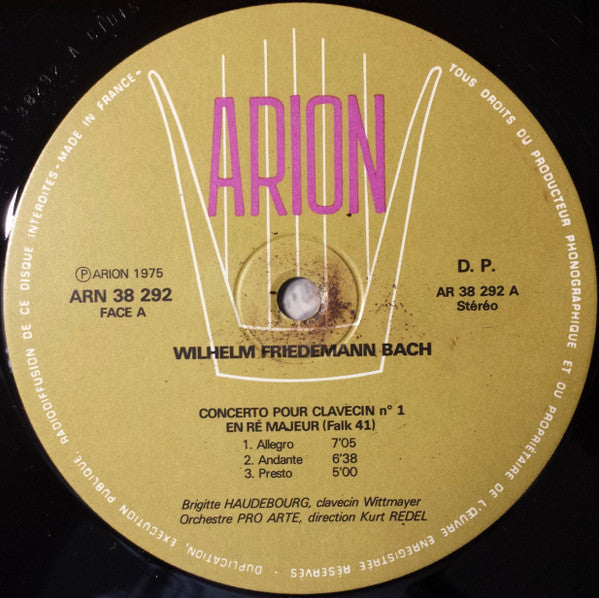 TOUS DROITS DU PRODUCTEUR PHONOGRAPHIQUE ET DU PROPRIÉTAIRE DE L'ŒUVRE ENREGISTRÉE RÉSERVÉS - DUPLICATION, EXÉCUTION PUBLIQUE, RADIODIFFUSION DE CE DISQUE INTERDITES - MADE IN FRANCE -
ARION
Ⓟ ARION 1975
ARN 38 292
FACE A
D. P.
AR 38 292 A
Stéréo
WILHELM FRIEDEMANN BACH
CONCERTO POUR CLAVECIN n° 1
EN RÉ MAJEUR (Falk 41)
1. Allegro 7'05
2. Andante 6'38
3. Presto 5'00
Brigitte HAUDEBOURG, clavecin Wittmayer
Orchestre PRO ARTE, direction Kurt REDEL